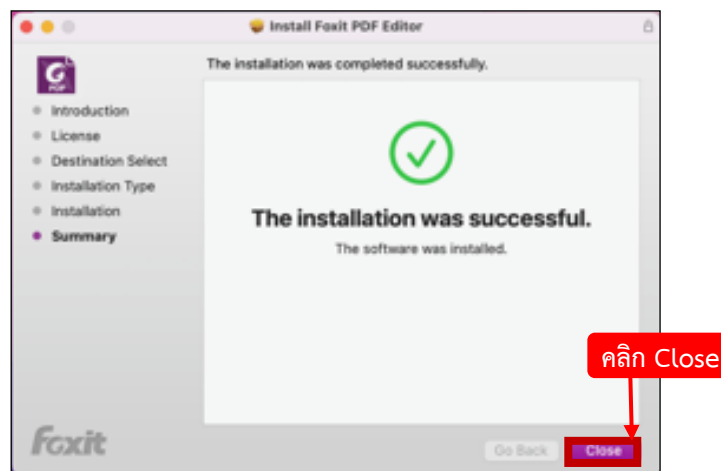 Install Foxit PDF Editor
The installation was completed successfully.
G
PDF
Introduction
License
Destination Select
Installation Type
Installation
Summary
The installation was successful.
The software was installed.
คลิก Close
Foxit
Go Back
Close